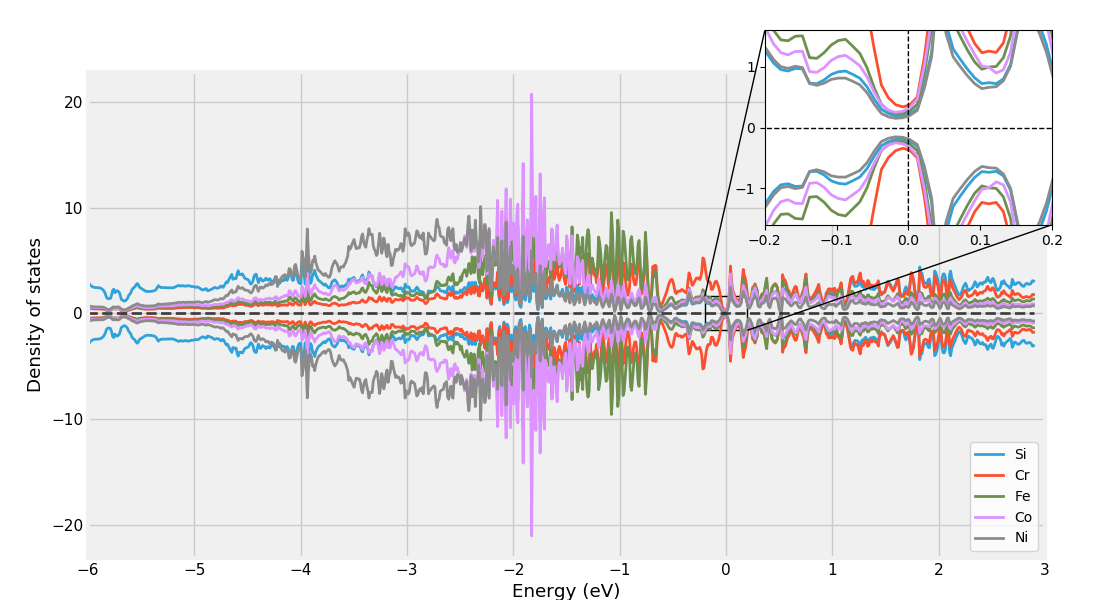 1
0
−1
−0.2 −0.1 0.0 0.1 0.2
20
10
0
−10
−20
Density of states
−6 −5 −4 −3 −2 −1 0 1 2 3
Energy (eV)
Si
Cr
Fe
Co
Ni